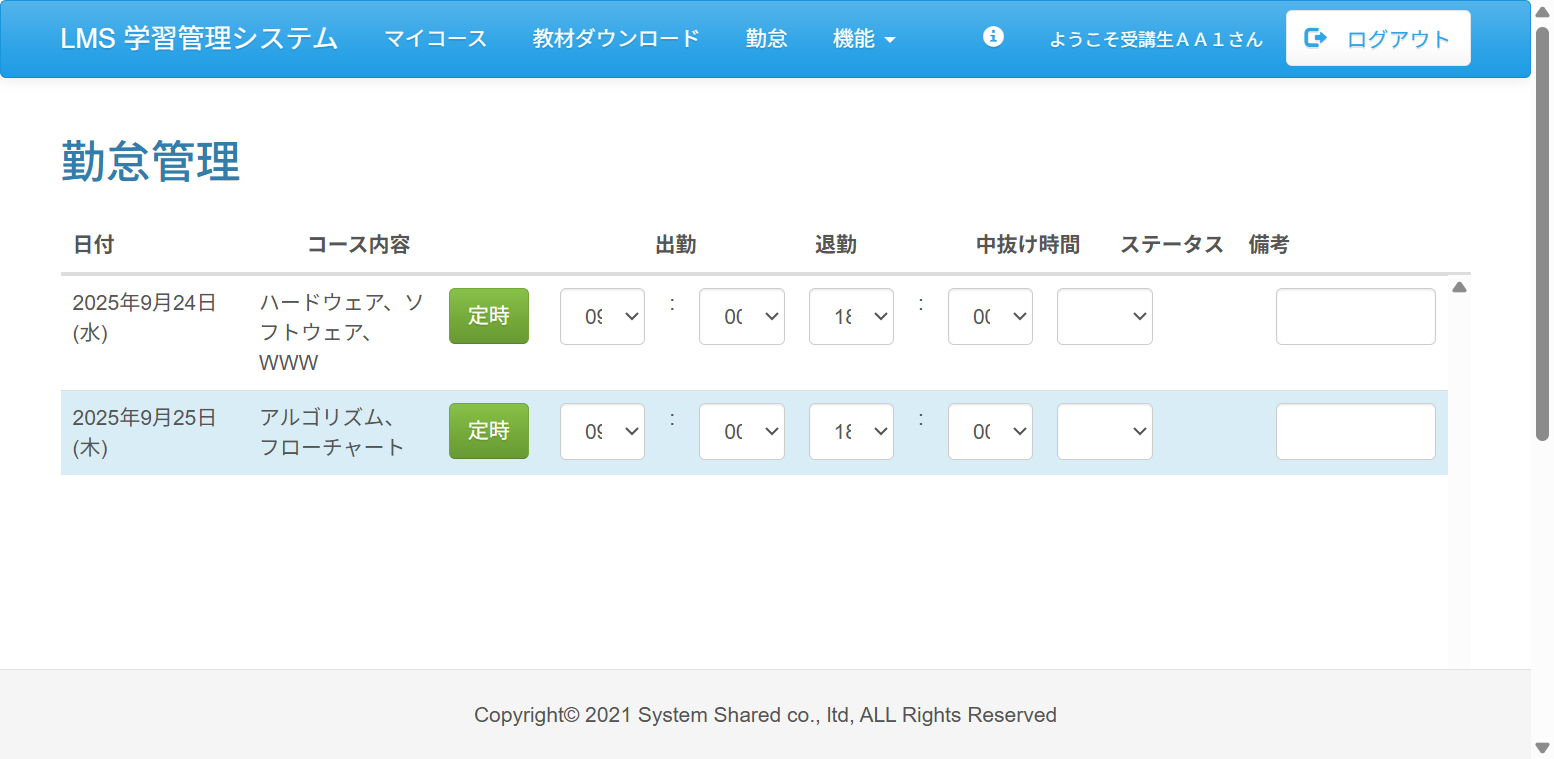 LMS 学習管理システム マイコース 教材ダウンロード 勤怠 機能 ようこそ受講生ＡＡ１さん ログアウト
勤怠管理
日付 コース内容 出勤 退勤 中抜け時間 ステータス 備考
2025年9月24日 ハードウェア、ソ 定時 : 00 18 : 00
(水) フトウェア、
WWW
2025年9月25日 アルゴリズム、 定時 : 00 18 : 00
(木) フローチャート
Copyright© 2021 System Shared co., ltd, ALL Rights Reserved